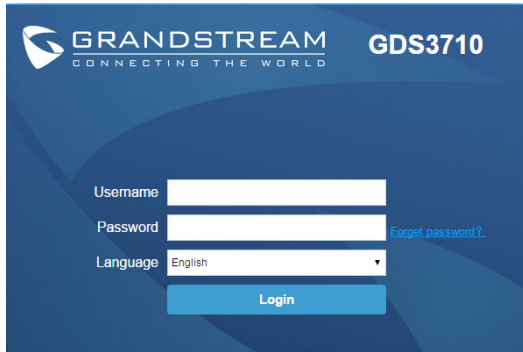 GRANDSTREAM
CONNECTING THE WORLD
GDS3710
Username
Password
Forget password?
Language English
Login